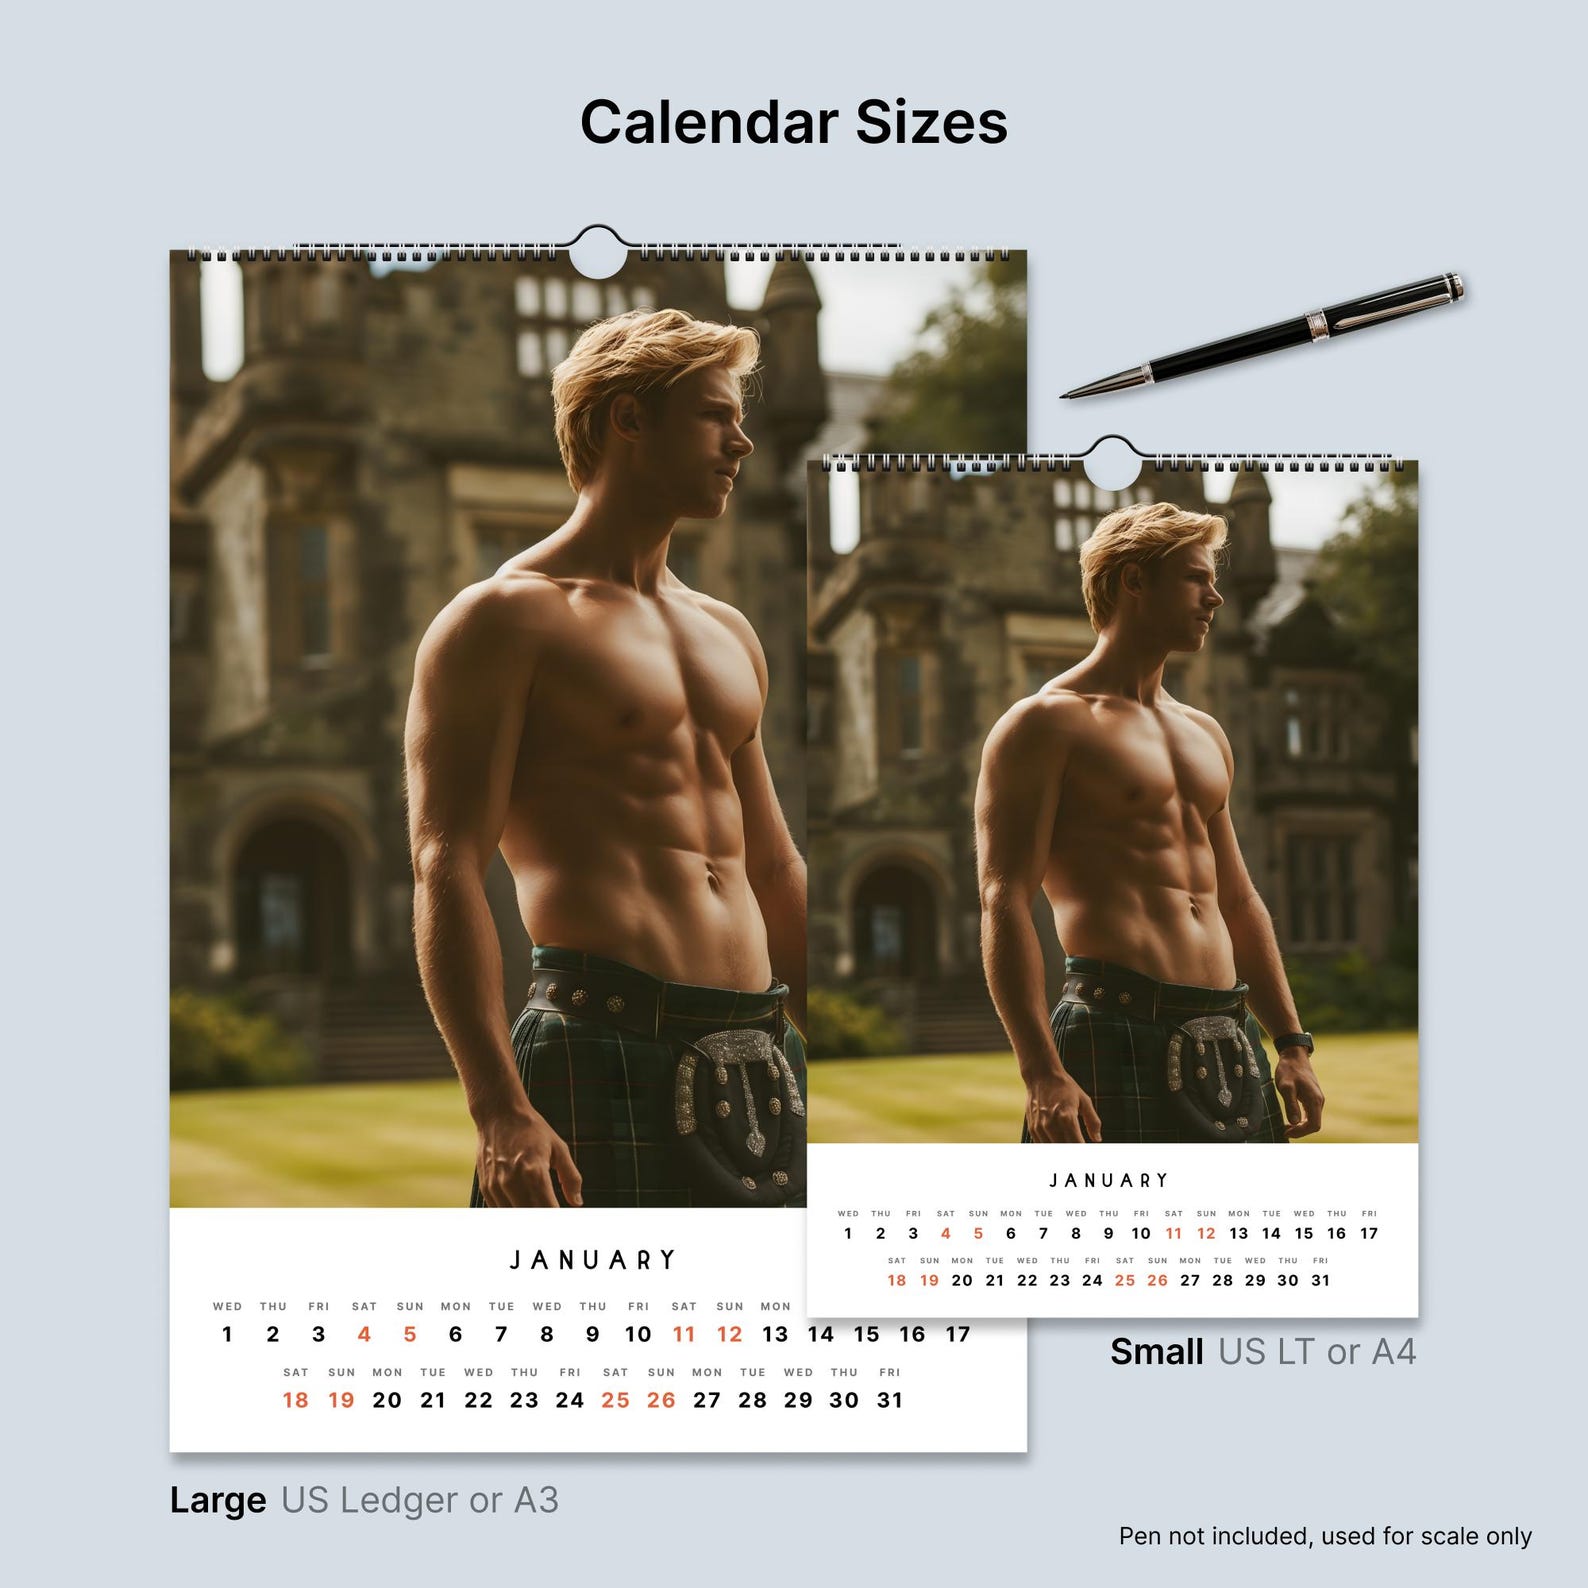 Calendar Sizes
JANUARY
WED THU FRI SAT SUN MON TUE WED THU FRI SAT SUN MON
1 2 3 4 5 6 7 8 9 10 11 12 13 14 15 16 17
SAT SUN MON TUE WED THU FRI SAT SUN MON TUE WED THU FRI
18 19 20 21 22 23 24 25 26 27 28 29 30 31
Large US Ledger or A3
JANUARY
WED THU FRI SAT SUN MON TUE WED THU FRI SAT SUN MON TUE WED THU FRI
1 2 3 4 5 6 7 8 9 10 11 12 13 14 15 16 17
SAT SUN MON TUE WED THU FRI SAT SUN MON TUE WED THU FRI
18 19 20 21 22 23 24 25 26 27 28 29 30 31
Small US LT or A4
Pen not included, used for scale only